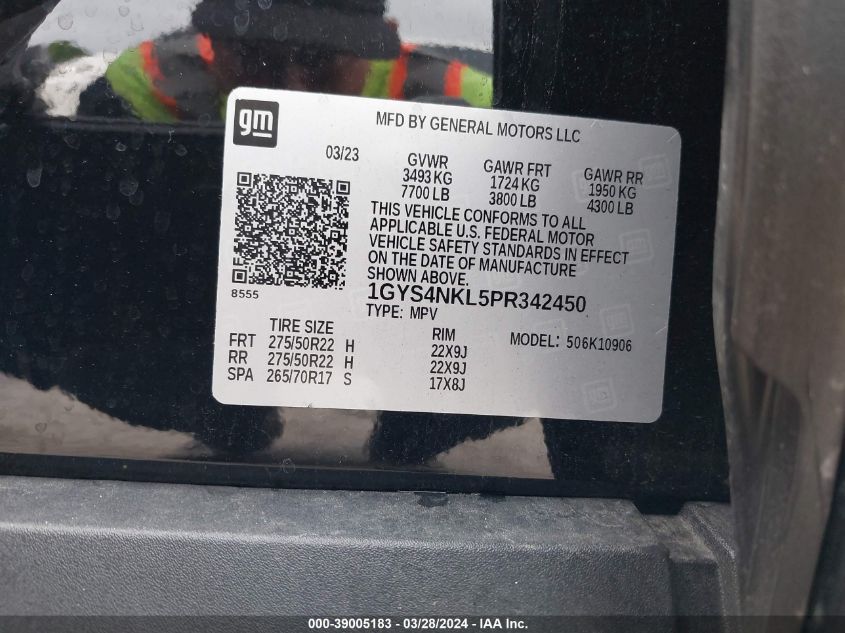 gm
MFD BY GENERAL MOTORS LLC
03/23
GVWR GAWR FRT GAWR RR
3493 KG 1724 KG 1950 KG
7700 LB 3800 LB 4300 LB
THIS VEHICLE CONFORMS TO ALL
APPLICABLE U.S. FEDERAL MOTOR
VEHICLE SAFETY STANDARDS IN EFFECT
ON THE DATE OF MANUFACTURE
SHOWN ABOVE.
8555
1GYS4NKL5PR342450
TYPE: MPV
TIRE SIZE RIM MODEL: 506K10906
FRT 275/50R22 H 22X9J
RR 275/50R22 H 22X9J
SPA 265/70R17 S 17X8J
000-39005183 - 03/28/2024 - IAA Inc.